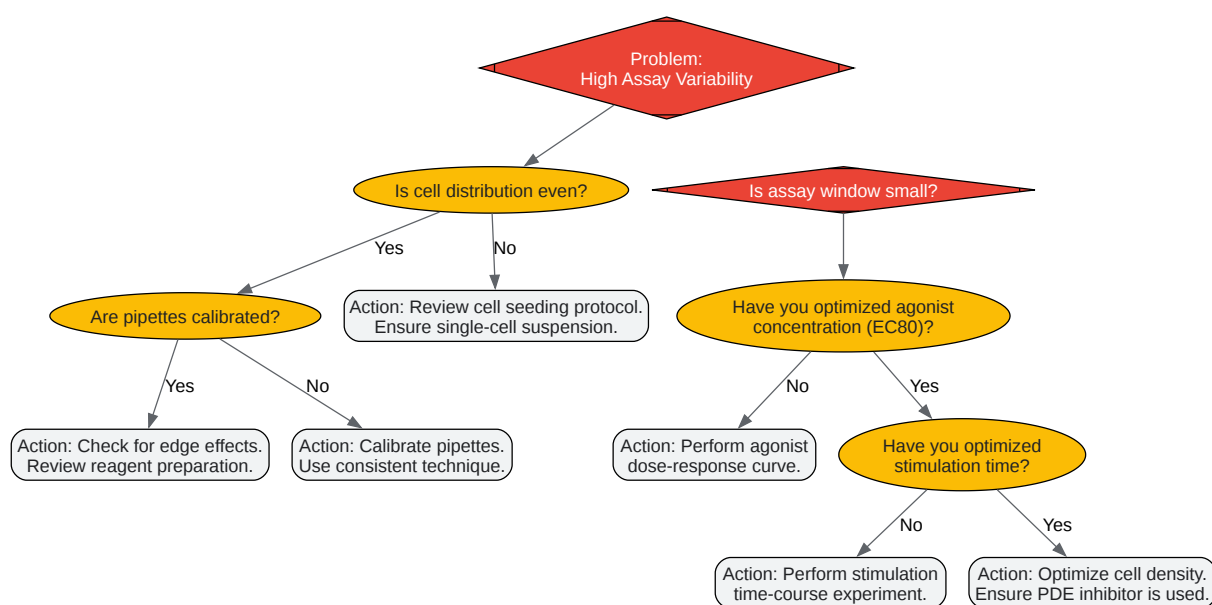 Problem:
High Assay Variability
Is cell distribution even?
Is assay window small?
Yes
No
Are pipettes calibrated?
Action: Review cell seeding protocol.
Ensure single-cell suspension.
Have you optimized agonist
concentration (EC80)?
Yes
No
No
Yes
Action: Check for edge effects.
Review reagent preparation.
Action: Calibrate pipettes.
Use consistent technique.
Action: Perform agonist
dose-response curve.
Have you optimized
stimulation time?
No
Yes
Action: Perform stimulation
time-course experiment.
Action: Optimize cell density.
Ensure PDE inhibitor is used.